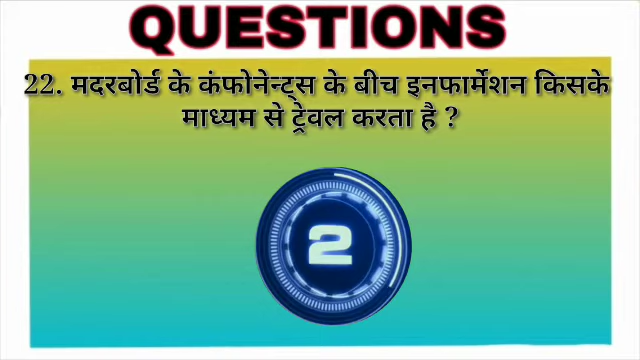 QUESTIONS
22. मदरबोर्ड के कंफोनेन्ट्स के बीच इनफार्मेशन किसके
माध्यम से ट्रेवल करता है ?
2